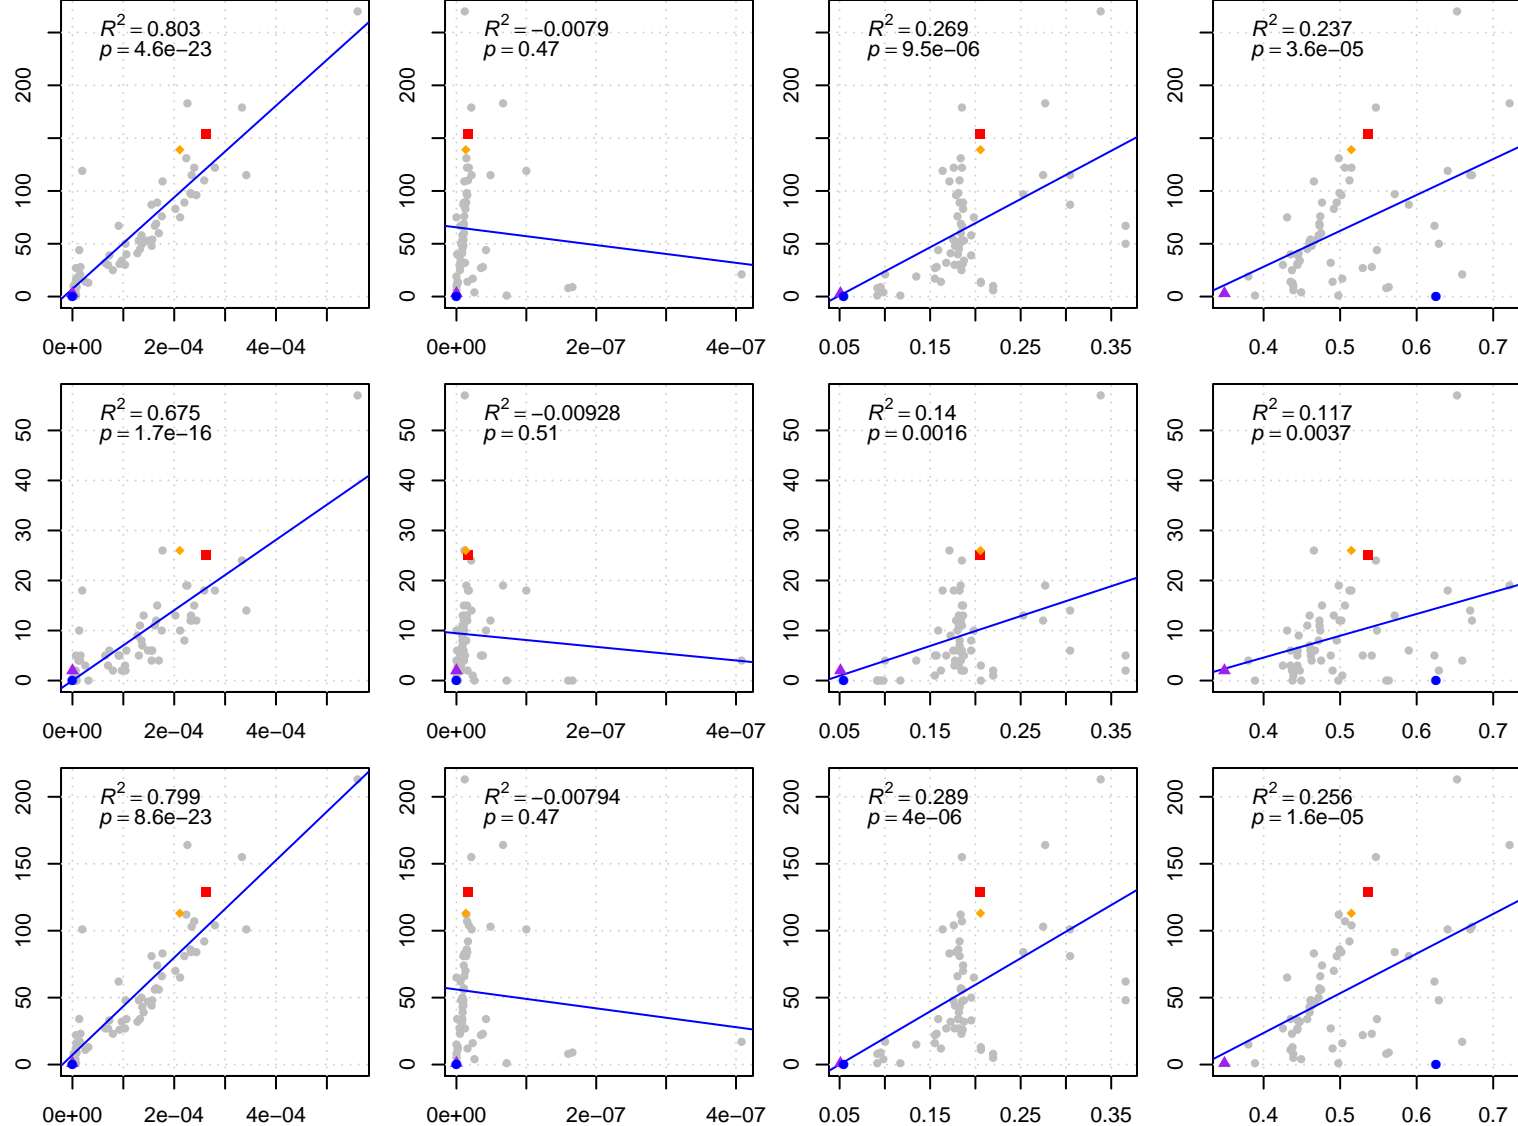 R² = 0.803
p = 4.6e−23
R² = −0.0079
p = 0.47
R² = 0.269
p = 9.5e−06
R² = 0.237
p = 3.6e−05
0 50 100 200
0 50 100 200
0 50 100 200
0 50 100 200
0e+00 2e−04 4e−04
0e+00 2e−07 4e−07
0.05 0.15 0.25 0.35
0.4 0.5 0.6 0.7
R² = 0.675
p = 1.7e−16
R² = −0.00928
p = 0.51
R² = 0.14
p = 0.0016
R² = 0.117
p = 0.0037
0 10 20 30 40 50
0 10 20 30 40 50
0 10 20 30 40 50
0 10 20 30 40 50
0e+00 2e−04 4e−04
0e+00 2e−07 4e−07
0.05 0.15 0.25 0.35
0.4 0.5 0.6 0.7
R² = 0.799
p = 8.6e−23
R² = −0.00794
p = 0.47
R² = 0.289
p = 4e−06
R² = 0.256
p = 1.6e−05
0 50 100 150 200
0 50 100 150 200
0 50 100 150 200
0 50 100 150 200
0e+00 2e−04 4e−04
0e+00 2e−07 4e−07
0.05 0.15 0.25 0.35
0.4 0.5 0.6 0.7